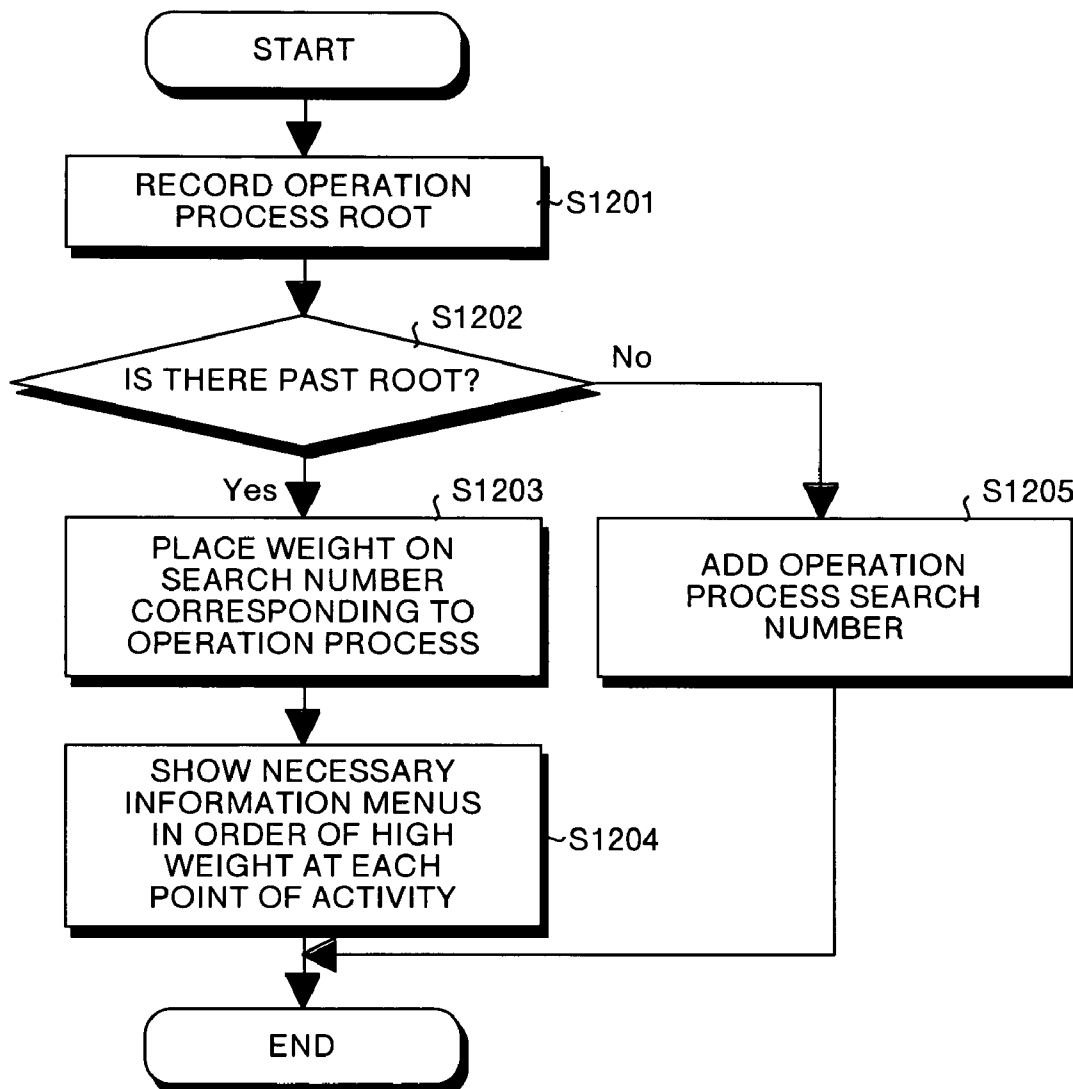 START
RECORD OPERATION
PROCESS ROOT
S1201
S1202
IS THERE PAST ROOT?
No
Yes
S1203
PLACE WEIGHT ON
SEARCH NUMBER
CORRESPONDING TO
OPERATION PROCESS
S1205
ADD OPERATION
PROCESS SEARCH
NUMBER
SHOW NECESSARY
INFORMATION MENUS
IN ORDER OF HIGH
WEIGHT AT EACH
POINT OF ACTIVITY
S1204
END